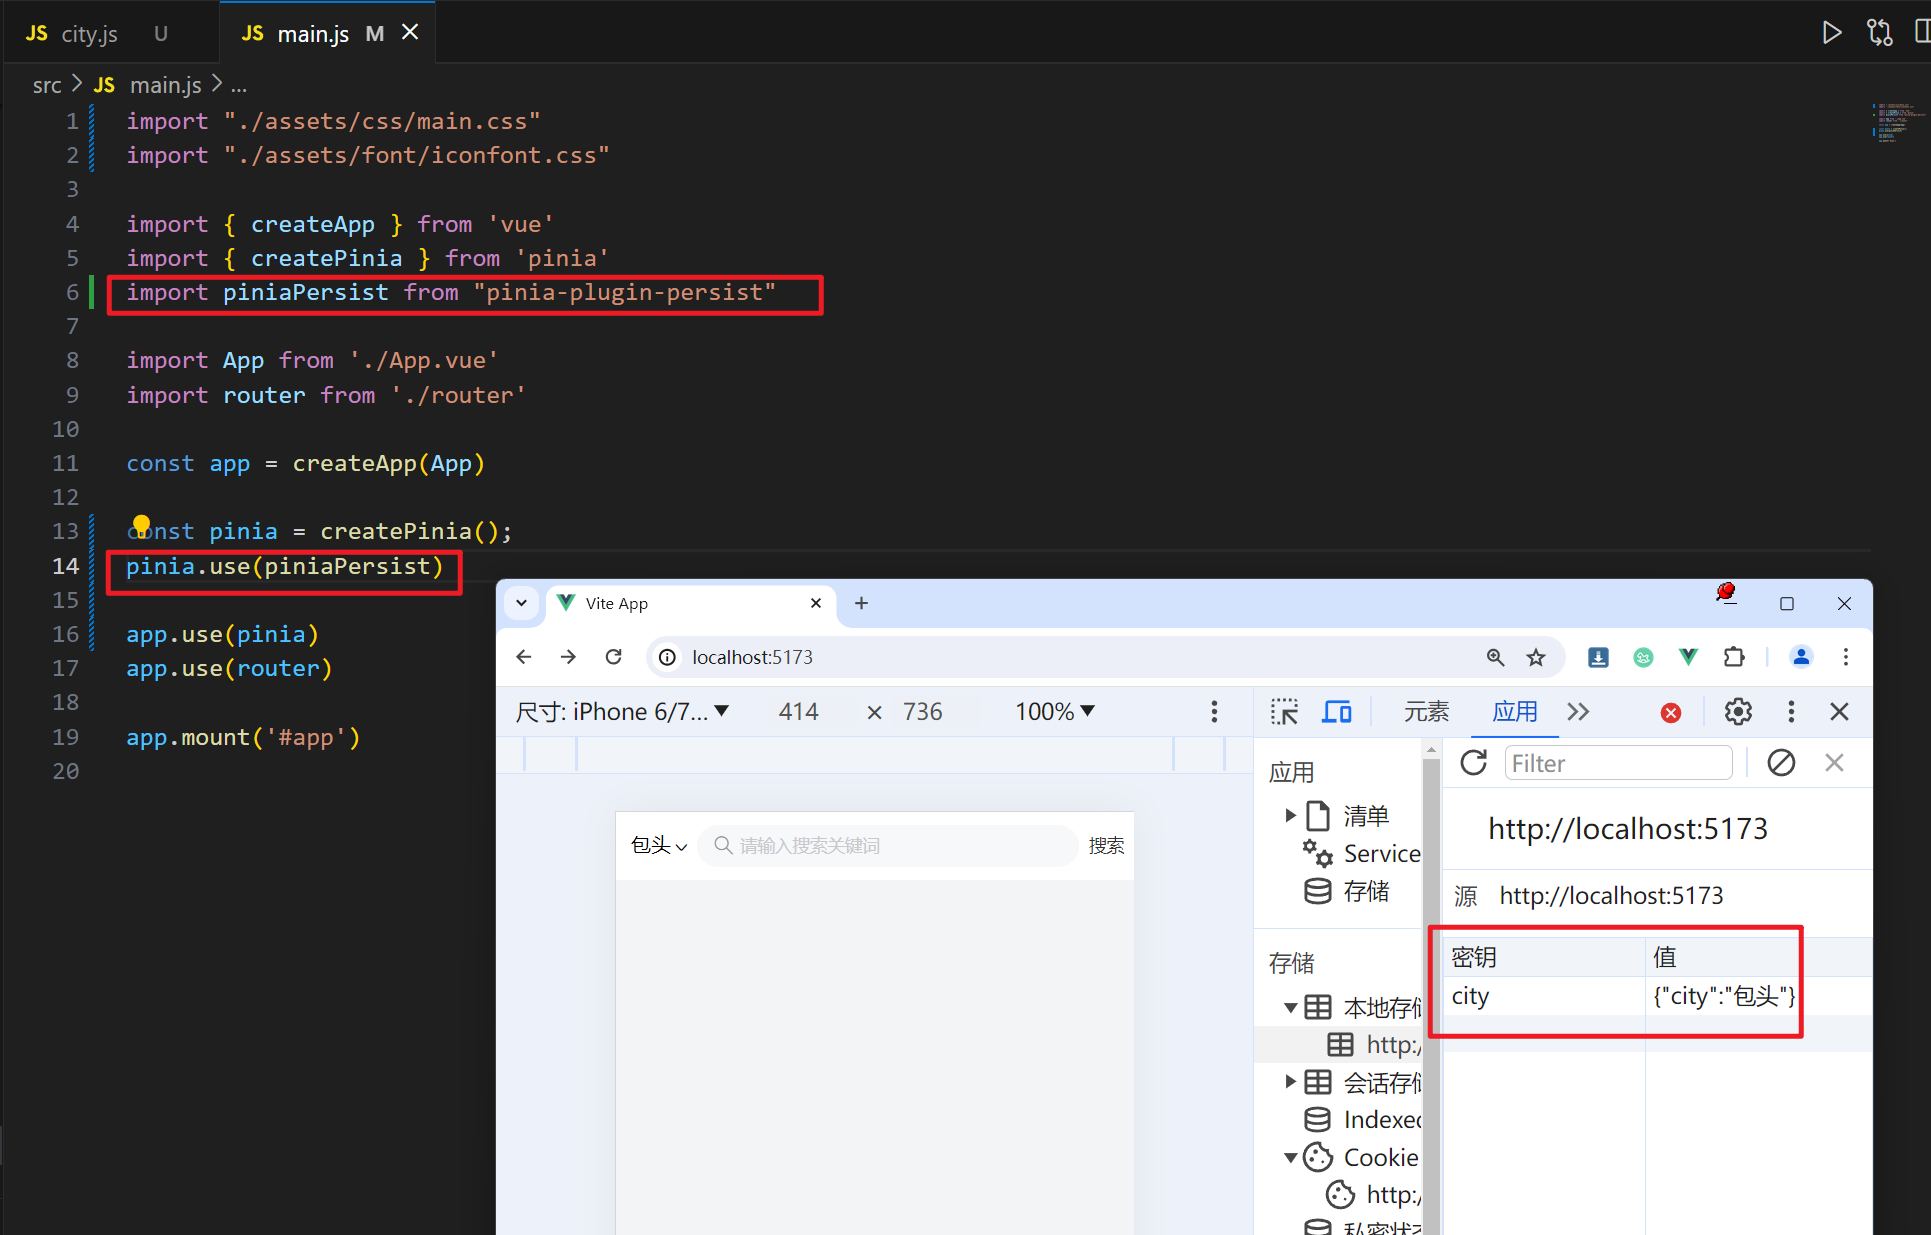 JS city.js U
JS main.js M
src > JS main.js > ...
1 import "./assets/css/main.css"
2 import "./assets/font/iconfont.css"
3
4 import { createApp } from 'vue'
5 import { createPinia } from 'pinia'
6 import piniaPersist from "pinia-plugin-persist"
7
8 import App from './App.vue'
9 import router from './router'
10
11 const app = createApp(App)
12
13 const pinia = createPinia();
14 pinia.use(piniaPersist)
15
16 app.use(pinia)
17 app.use(router)
18
19 app.mount('#app')
20
Vite App
localhost:5173
尺寸: iPhone 6/7... 414 × 736 100%
元素 应用
包头 请输入搜索关键词 搜索
应用
清单
Service
存储
存储
本地存储
http:/
会话存储
Indexed
Cookie
http:/
私密状态
Filter
http://localhost:5173
源 http://localhost:5173
密钥 值
city {"city":"包头"}